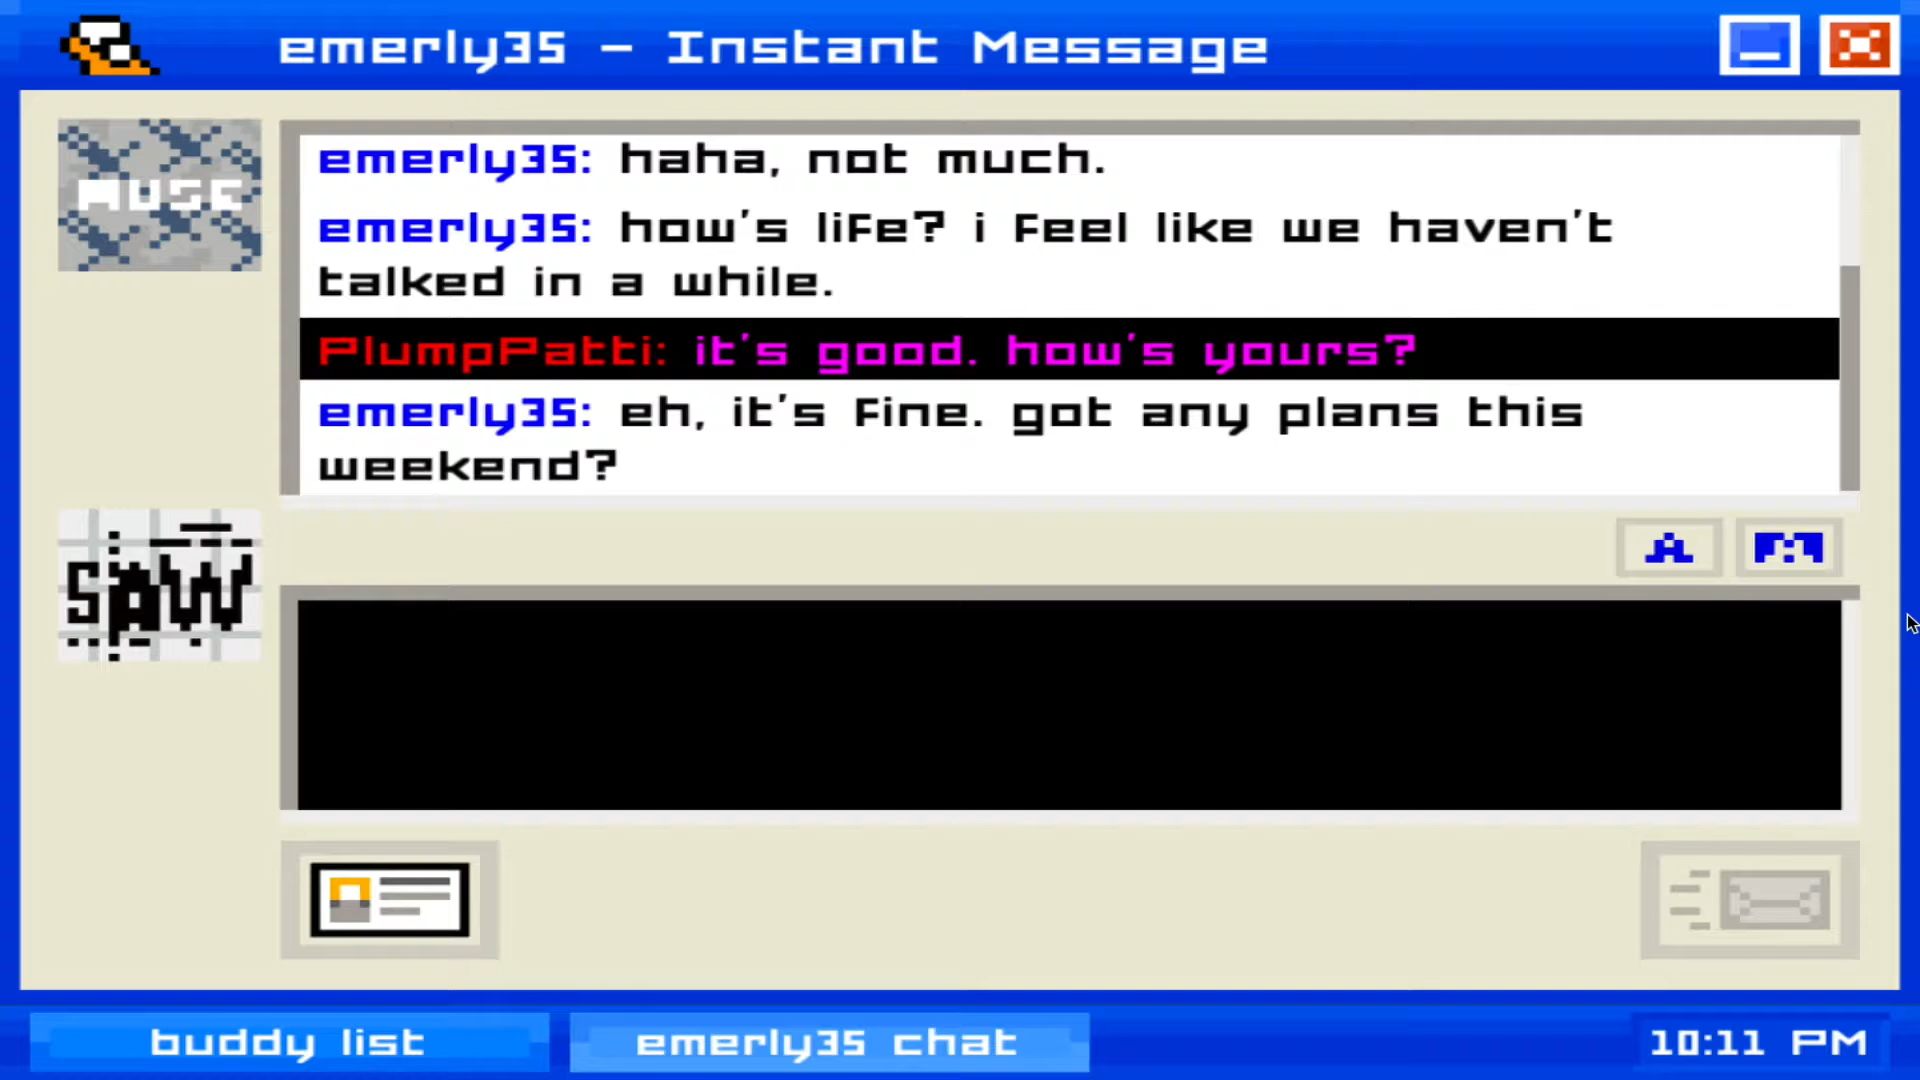 emerly35 - Instant Message
MUSE
emerly35: haha, not much.
emerly35: how's life? i feel like we haven't
talked in a while.
PlumpPatti: it's good. how's yours?
emerly35: eh, it's fine. got any plans this
weekend?
SAW
A
buddy list
emerly35 chat
10:11 PM